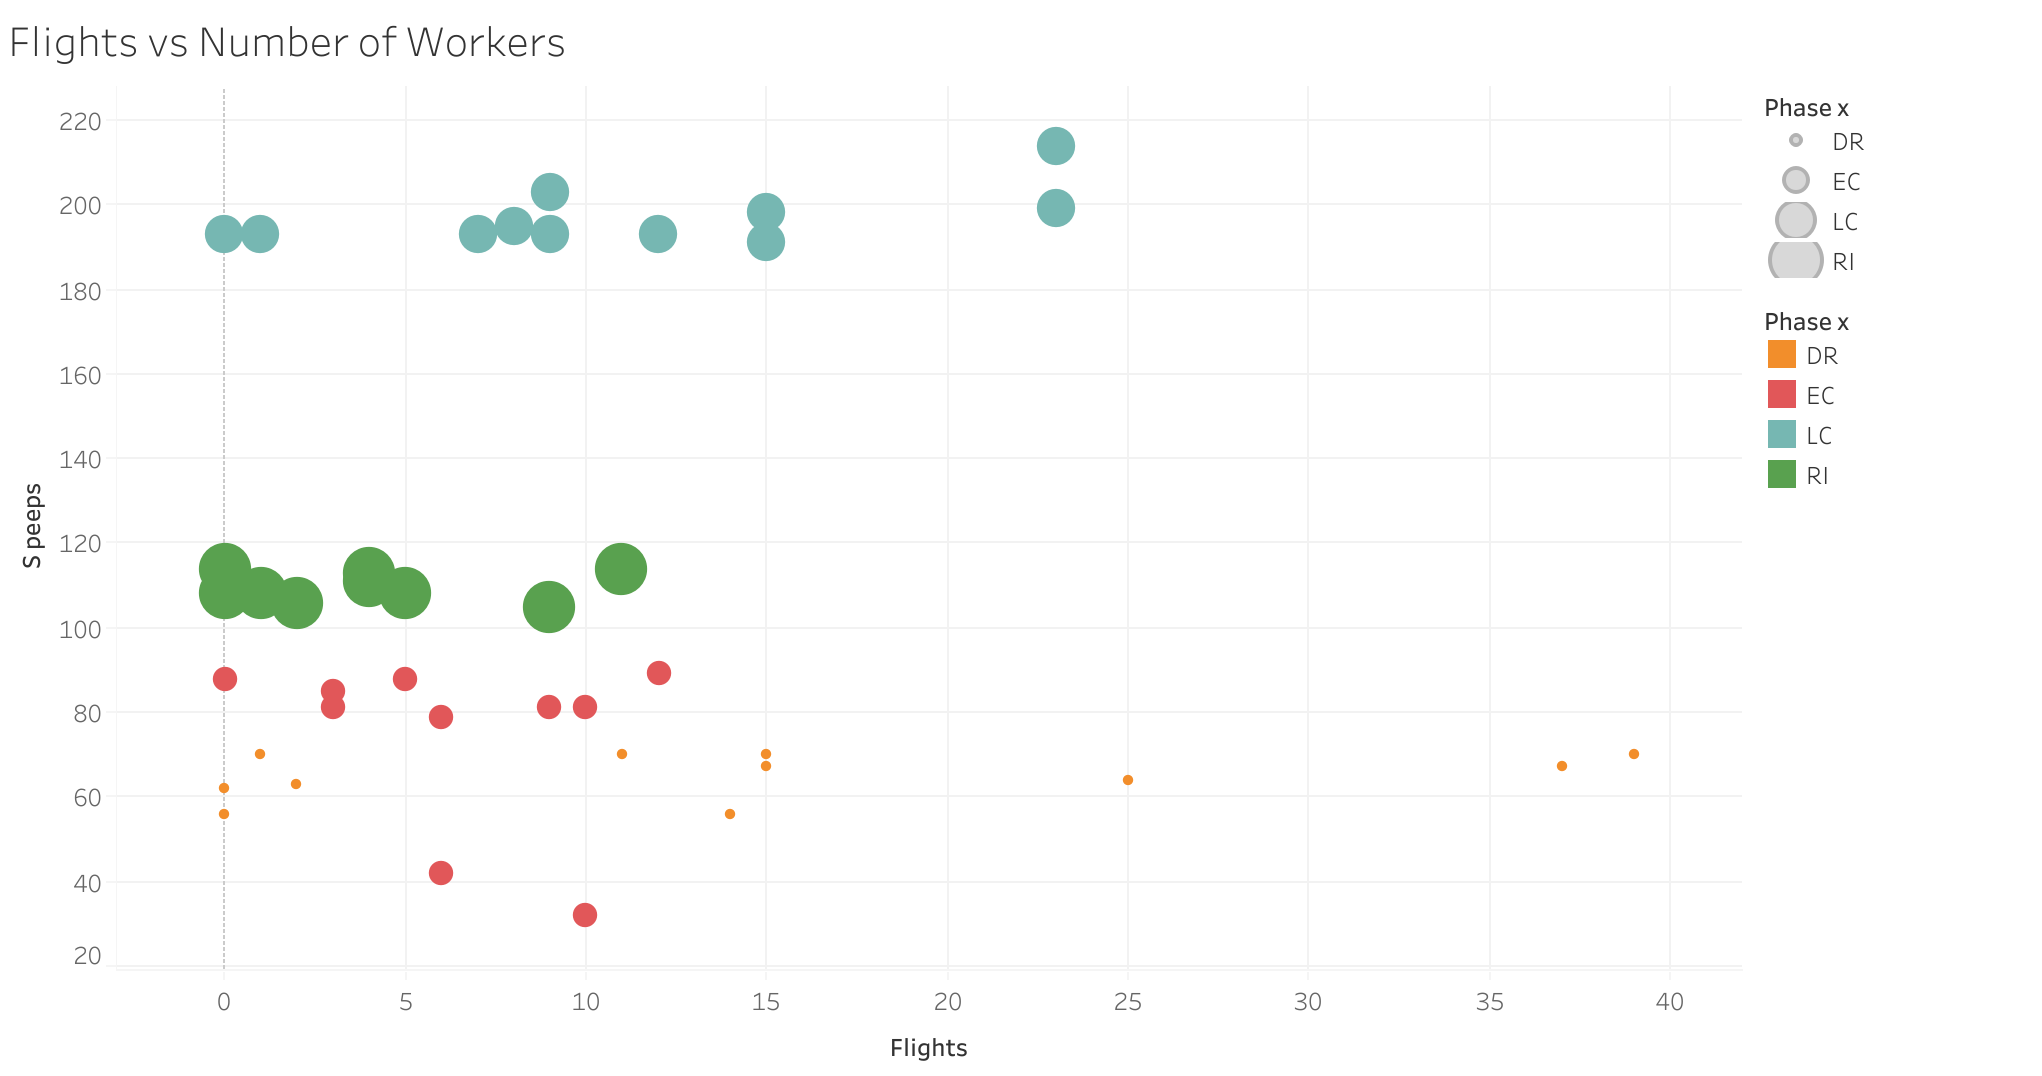 Flights vs Number of Workers
220
200
180
160
140
120
100
80
60
40
20
S peeps
0 5 10 15 20 25 30 35 40
Flights
Phase x
DR
EC
LC
RI
Phase x
DR
EC
LC
RI